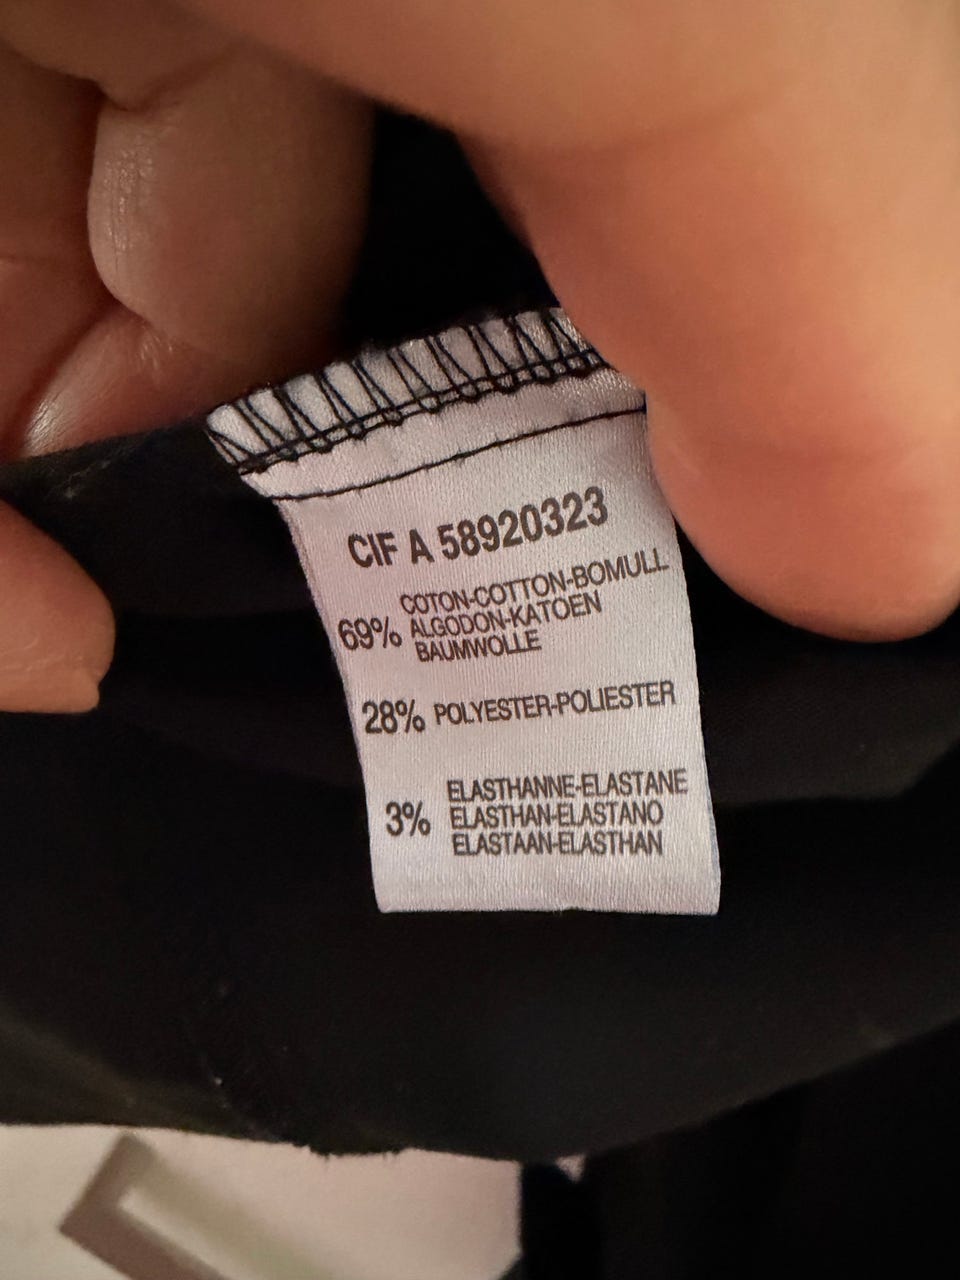 CIF A 58920323
69% COTON-COTTON-BOMULL
ALGODON-KATOEN
BAUMWOLLE
28% POLYESTER-POLIESTER
3% ELASTHANNE-ELASTANE
ELASTHAN-ELASTANO
ELASTAAN-ELASTHAN